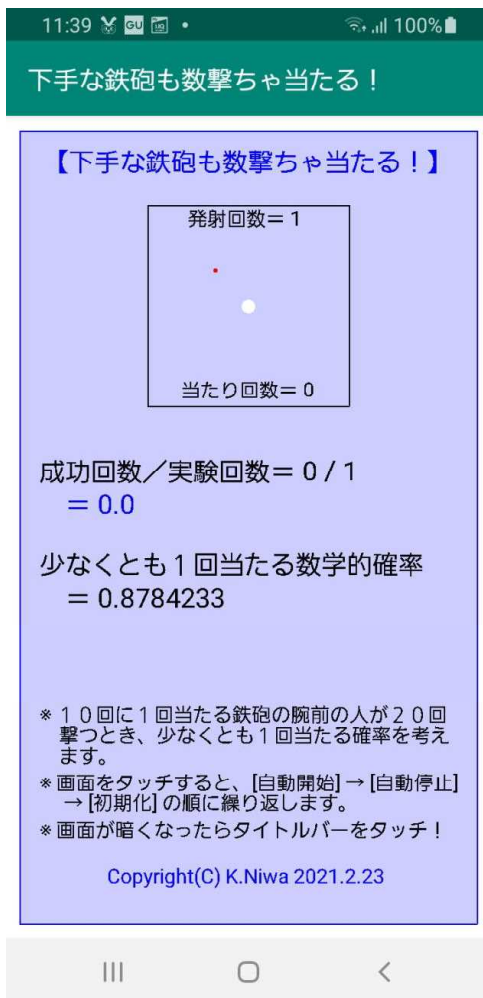 11:39 GU UQ 100%
下手な鉄砲も数撃ちゃ当たる！
【下手な鉄砲も数撃ちゃ当たる！】
発射回数＝ 1
当たり回数＝ 0
成功回数／実験回数＝ 0 / 1
＝ 0.0
少なくとも１回当たる数学的確率
＝ 0.8784233
※１０回に１回当たる鉄砲の腕前の人が２０回
撃つとき、少なくとも１回当たる確率を考え
ます。
※画面をタッチすると、[自動開始]→[自動停止]
→[初期化] の順に繰り返します。
※画面が暗くなったらタイトルバーをタッチ！
Copyright(C) K.Niwa 2021.2.23